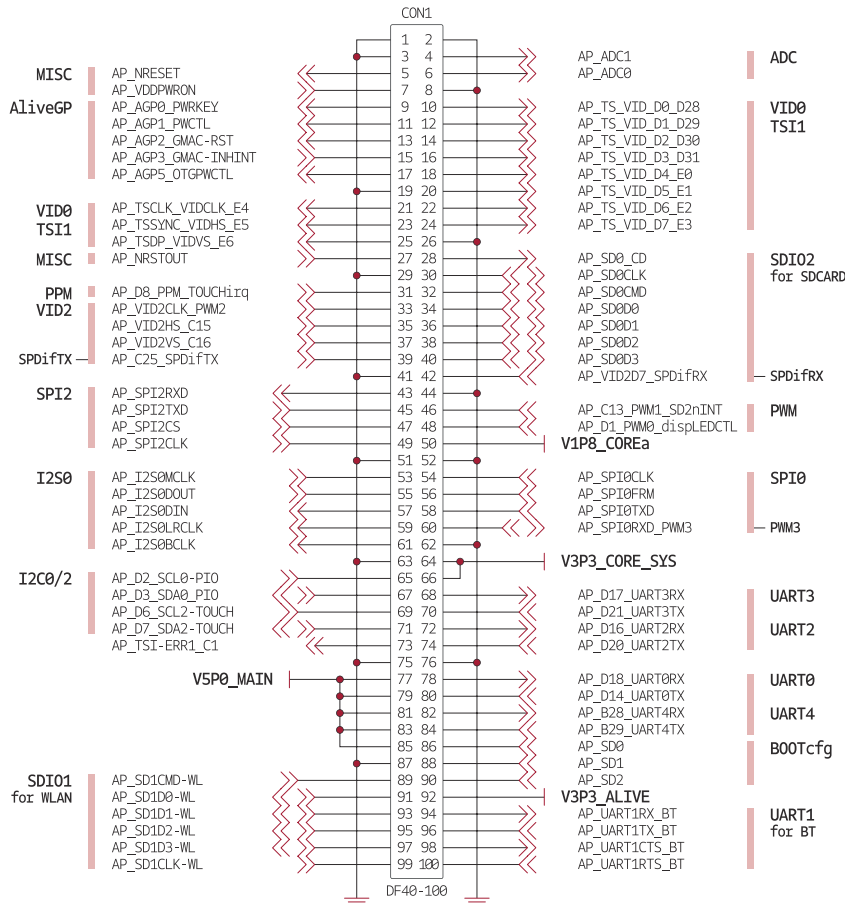 CON1
1 2
3 4 AP_ADC1 ADC
MISC AP_NRESET 5 6 AP_ADC0
AP_VDDPWRON 7 8
AliveGP AP_AGP0_PWRKEY 9 10 AP_TS_VID_D0_D28 VID0
AP_AGP1_PWCTL 11 12 AP_TS_VID_D1_D29 TSI1
AP_AGP2_GMAC-RST 13 14 AP_TS_VID_D2_D30
AP_AGP3_GMAC-INHINT 15 16 AP_TS_VID_D3_D31
AP_AGP5_OTGPWCTL 17 18 AP_TS_VID_D4_E0
19 20 AP_TS_VID_D5_E1
VID0 AP_TSCLK_VIDCLK_E4 21 22 AP_TS_VID_D6_E2
TSI1 AP_TSSYNC_VIDHS_E5 23 24 AP_TS_VID_D7_E3
AP_TSDP_VIDVS_E6 25 26
MISC AP_NRSTOUT 27 28 AP_SD0_CD SDIO2
29 30 AP_SD0CLK for SDCARD
PPM AP_D8_PPM_TOUCHirq 31 32 AP_SD0CMD
VID2 AP_VID2CLK_PWM2 33 34 AP_SD0D0
AP_VID2HS_C15 35 36 AP_SD0D1
AP_VID2VS_C16 37 38 AP_SD0D2
SPDifTX AP_C25_SPDifTX 39 40 AP_SD0D3
41 42 AP_VID2D7_SPDifRX SPDifRX
SPI2 AP_SPI2RXD 43 44
AP_SPI2TXD 45 46 AP_C13_PWM1_SD2nINT PWM
AP_SPI2CS 47 48 AP_D1_PWM0_dispLEDCTL
AP_SPI2CLK 49 50 V1P8_COREa
51 52
I2S0 AP_I2S0MCLK 53 54 AP_SPI0CLK SPI0
AP_I2S0DOUT 55 56 AP_SPI0FRM
AP_I2S0DIN 57 58 AP_SPI0TXD
AP_I2S0LRCLK 59 60 AP_SPI0RXD_PWM3 PWM3
AP_I2S0BCLK 61 62
63 64 V3P3_CORE_SYS
I2C0/2 AP_D2_SCL0-PIO 65 66
AP_D3_SDA0_PIO 67 68 AP_D17_UART3RX UART3
AP_D6_SCL2-TOUCH 69 70 AP_D21_UART3TX
AP_D7_SDA2-TOUCH 71 72 AP_D16_UART2RX UART2
AP_TSI-ERR1_C1 73 74 AP_D20_UART2TX
75 76
V5P0_MAIN 77 78 AP_D18_UART0RX UART0
79 80 AP_D14_UART0TX
81 82 AP_B28_UART4RX UART4
83 84 AP_B29_UART4TX
85 86 AP_SD0 BOOTcfg
87 88 AP_SD1
SDIO1 AP_SD1CMD-WL 89 90 AP_SD2
for WLAN AP_SD1D0-WL 91 92 V3P3_ALIVE
AP_SD1D1-WL 93 94 AP_UART1RX_BT UART1
AP_SD1D2-WL 95 96 AP_UART1TX_BT for BT
AP_SD1D3-WL 97 98 AP_UART1CTS_BT
AP_SD1CLK-WL 99 100 AP_UART1RTS_BT
DF40-100